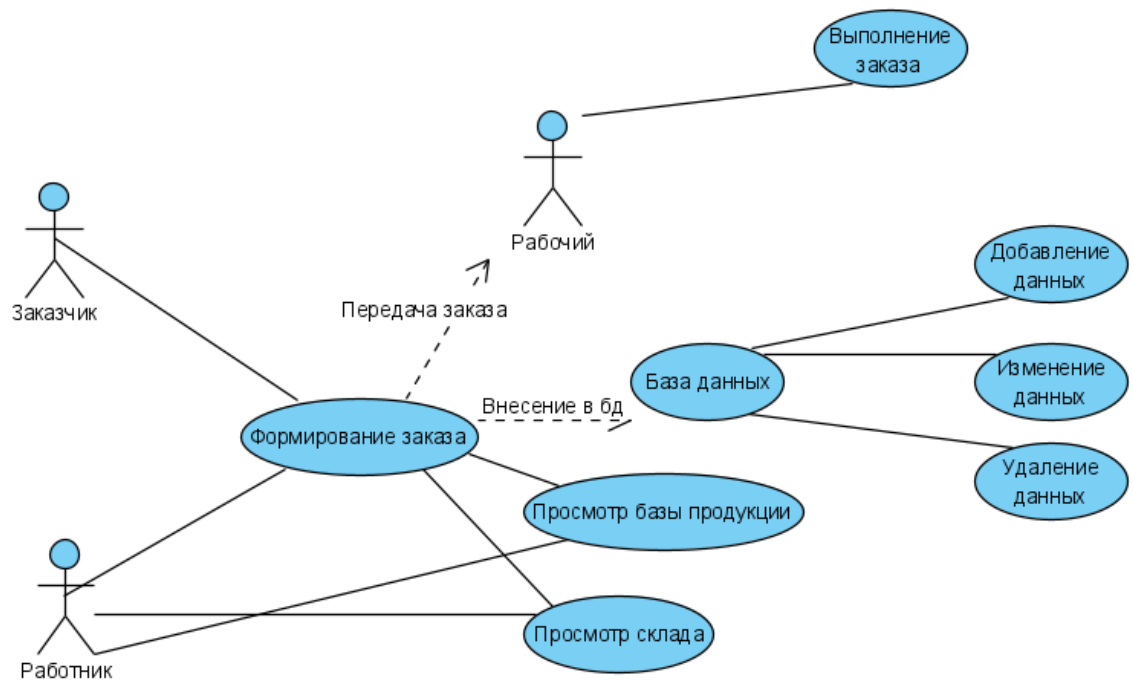 Выполнение
заказа
Рабочий
Заказчик
Передача заказа
Добавление
данных
База данных
Изменение
данных
Внесение в бд
Формирование заказа
Удаление
данных
Просмотр базы продукции
Просмотр склада
Работник